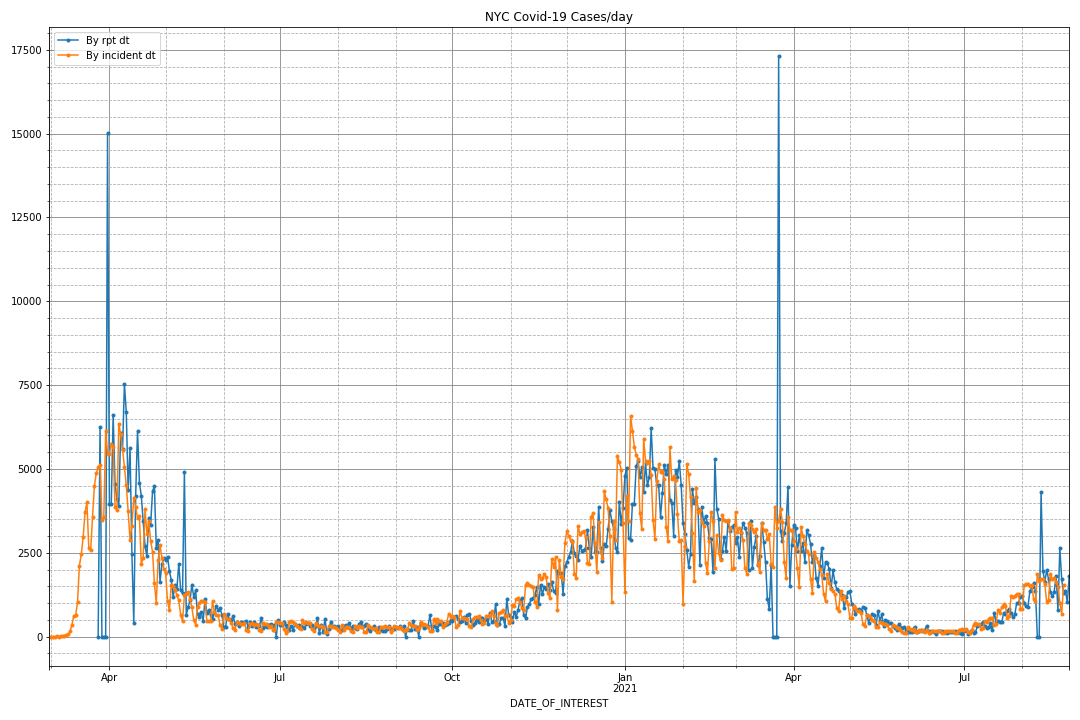 NYC Covid-19 Cases/day
By rpt dt
By incident dt
17500
15000
12500
10000
7500
5000
2500
0
Apr Jul Oct Jan Apr Jul
2021
DATE_OF_INTEREST